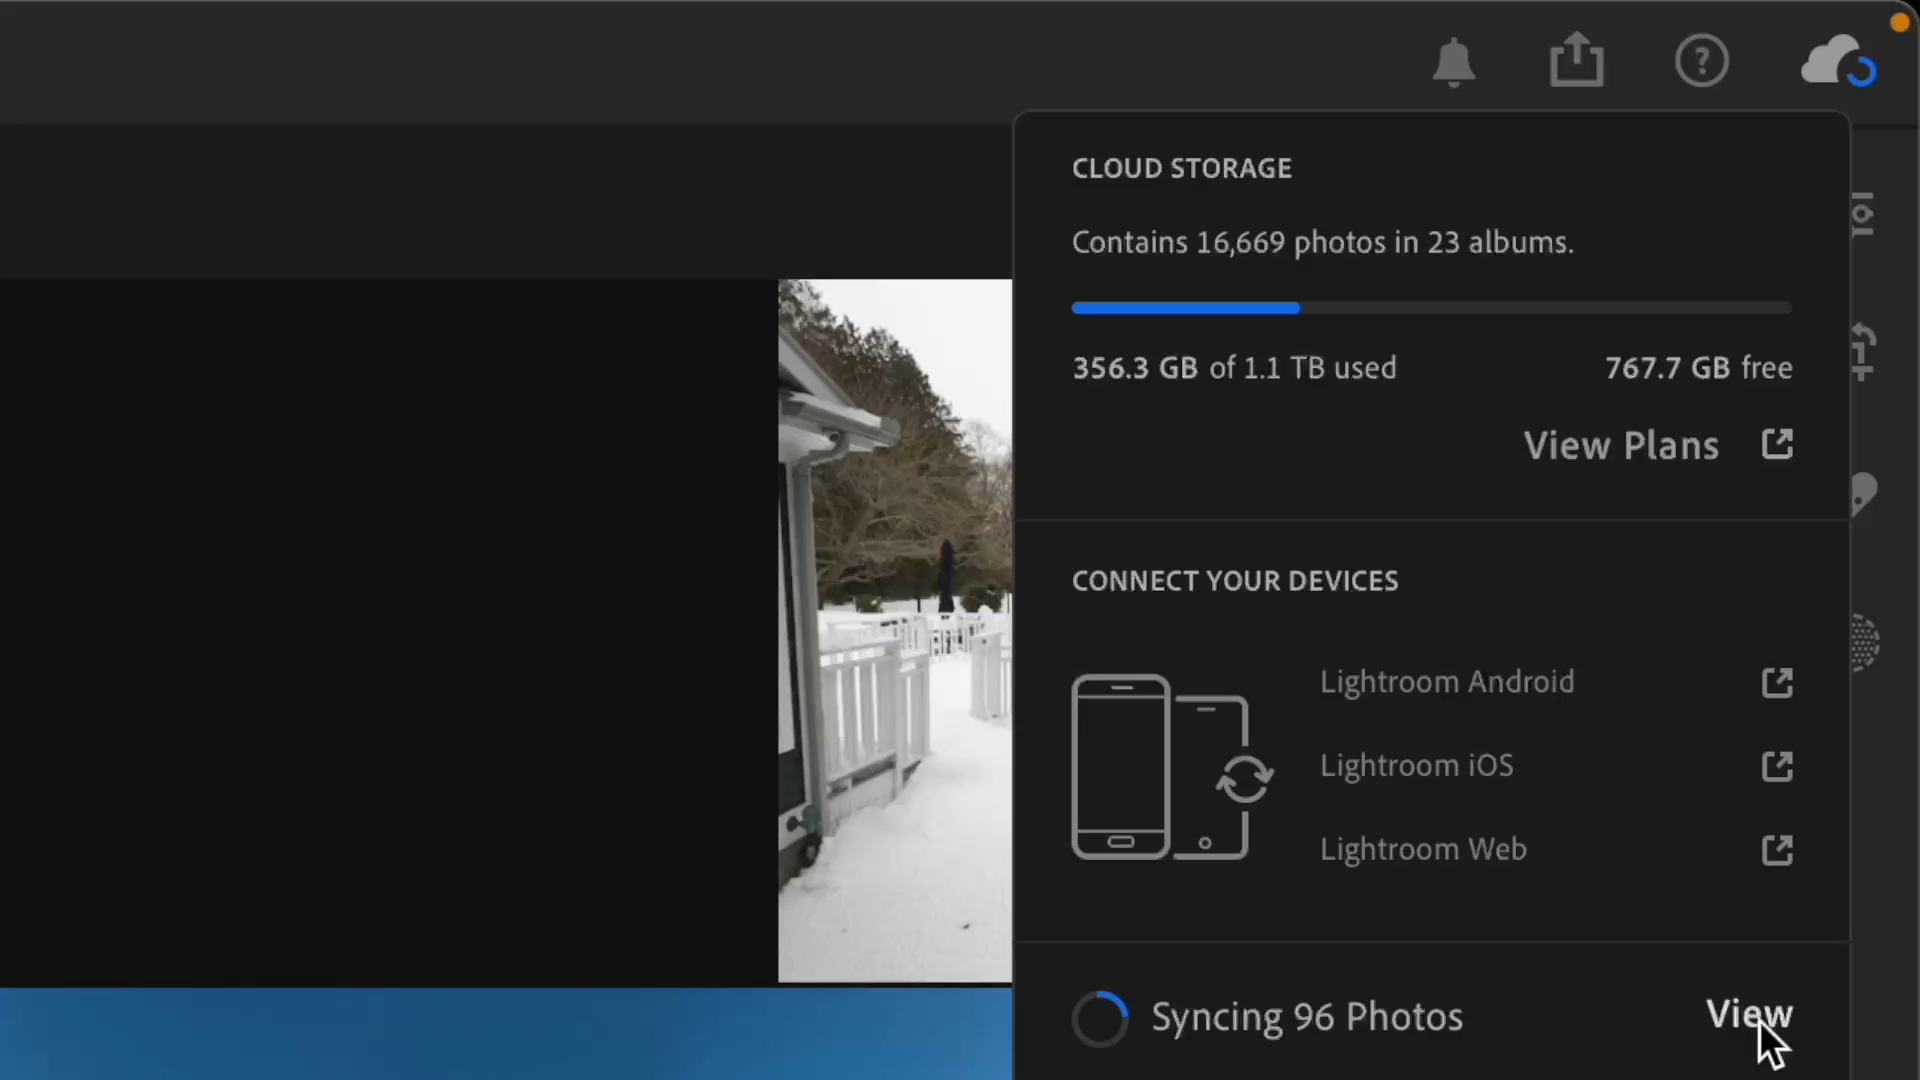 CLOUD STORAGE
Contains 16,669 photos in 23 albums.
356.3 GB of 1.1 TB used 767.7 GB free
View Plans
CONNECT YOUR DEVICES
Lightroom Android
Lightroom iOS
Lightroom Web
Syncing 96 Photos View